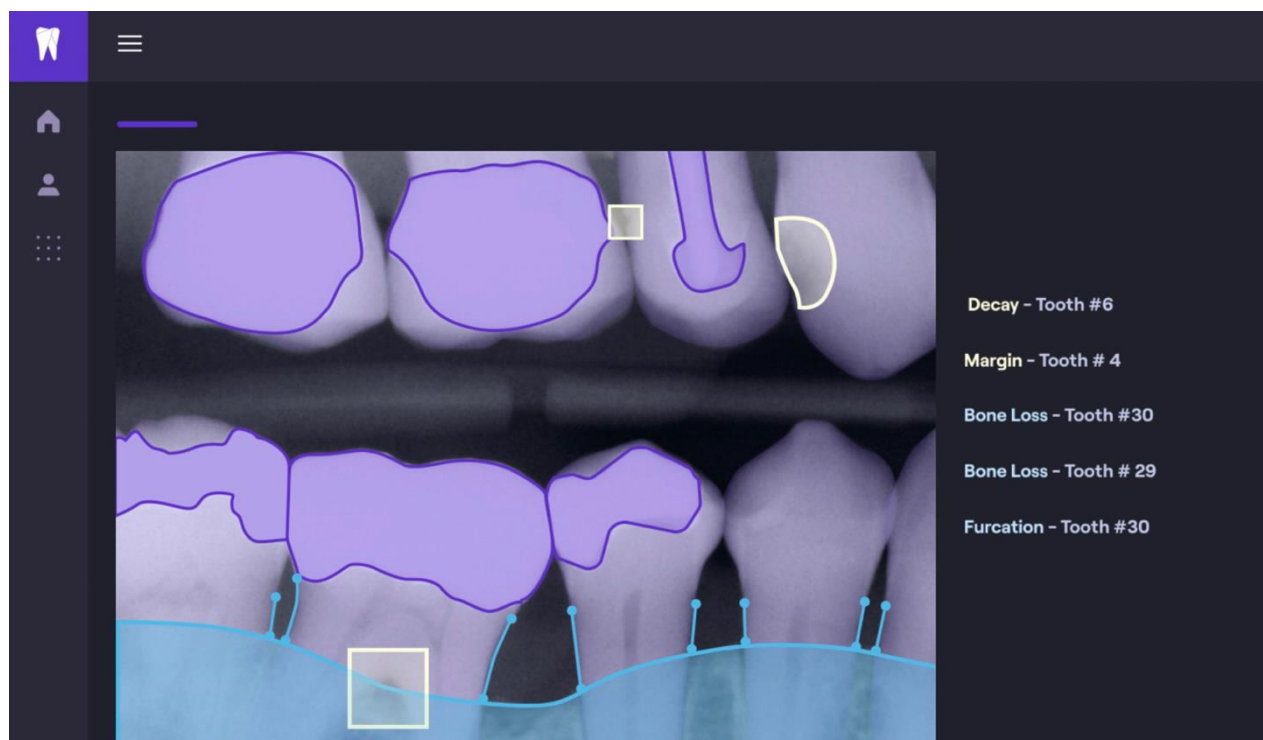 Decay - Tooth #6
Margin - Tooth # 4
Bone Loss - Tooth #30
Bone Loss - Tooth # 29
Furcation - Tooth #30